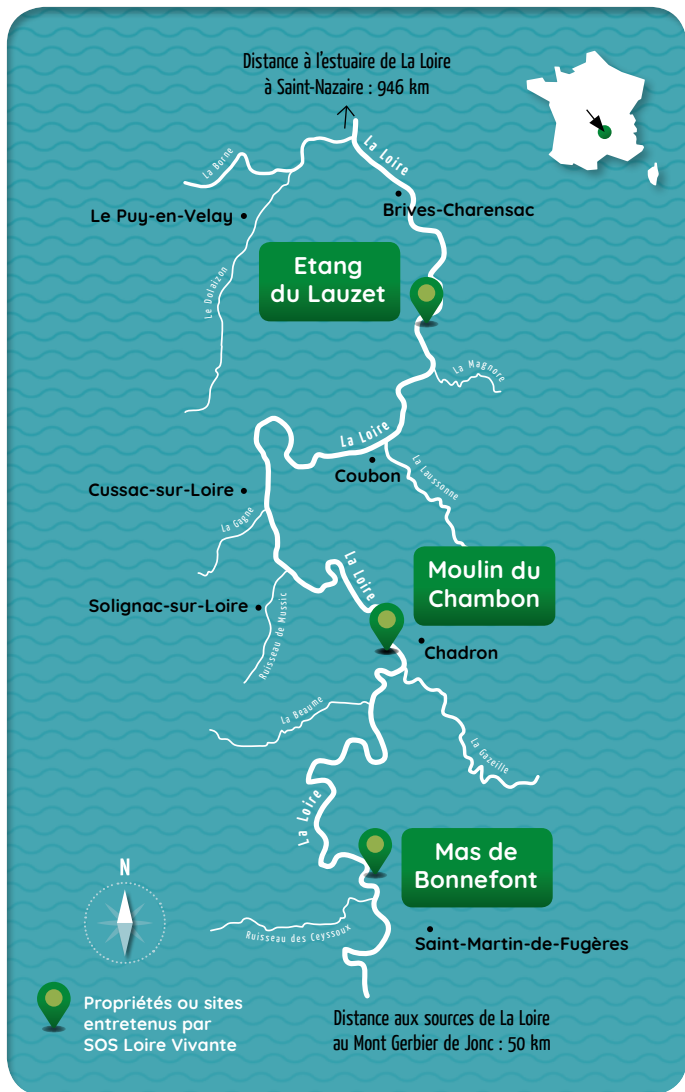 Distance à l'estuaire de La Loire
à Saint-Nazaire : 946 km
La Borne
La Loire
Le Puy-en-Velay
Brives-Charensac
Etang
du Lauzet
Le Dolaizon
La Magnore
La Loire
Coubon
La Laussonne
Cussac-sur-Loire
La Gagne
La Loire
Moulin du
Chambon
Solignac-sur-Loire
Ruisseau de Mussic
Chadron
La Beaume
La Gazeille
La Loire
Mas de
Bonnefont
N
Ruisseau des Ceyssoux
Saint-Martin-de-Fugères
Propriétés ou sites
entretenus par
SOS Loire Vivante
Distance aux sources de La Loire
au Mont Gerbier de Jonc : 50 km